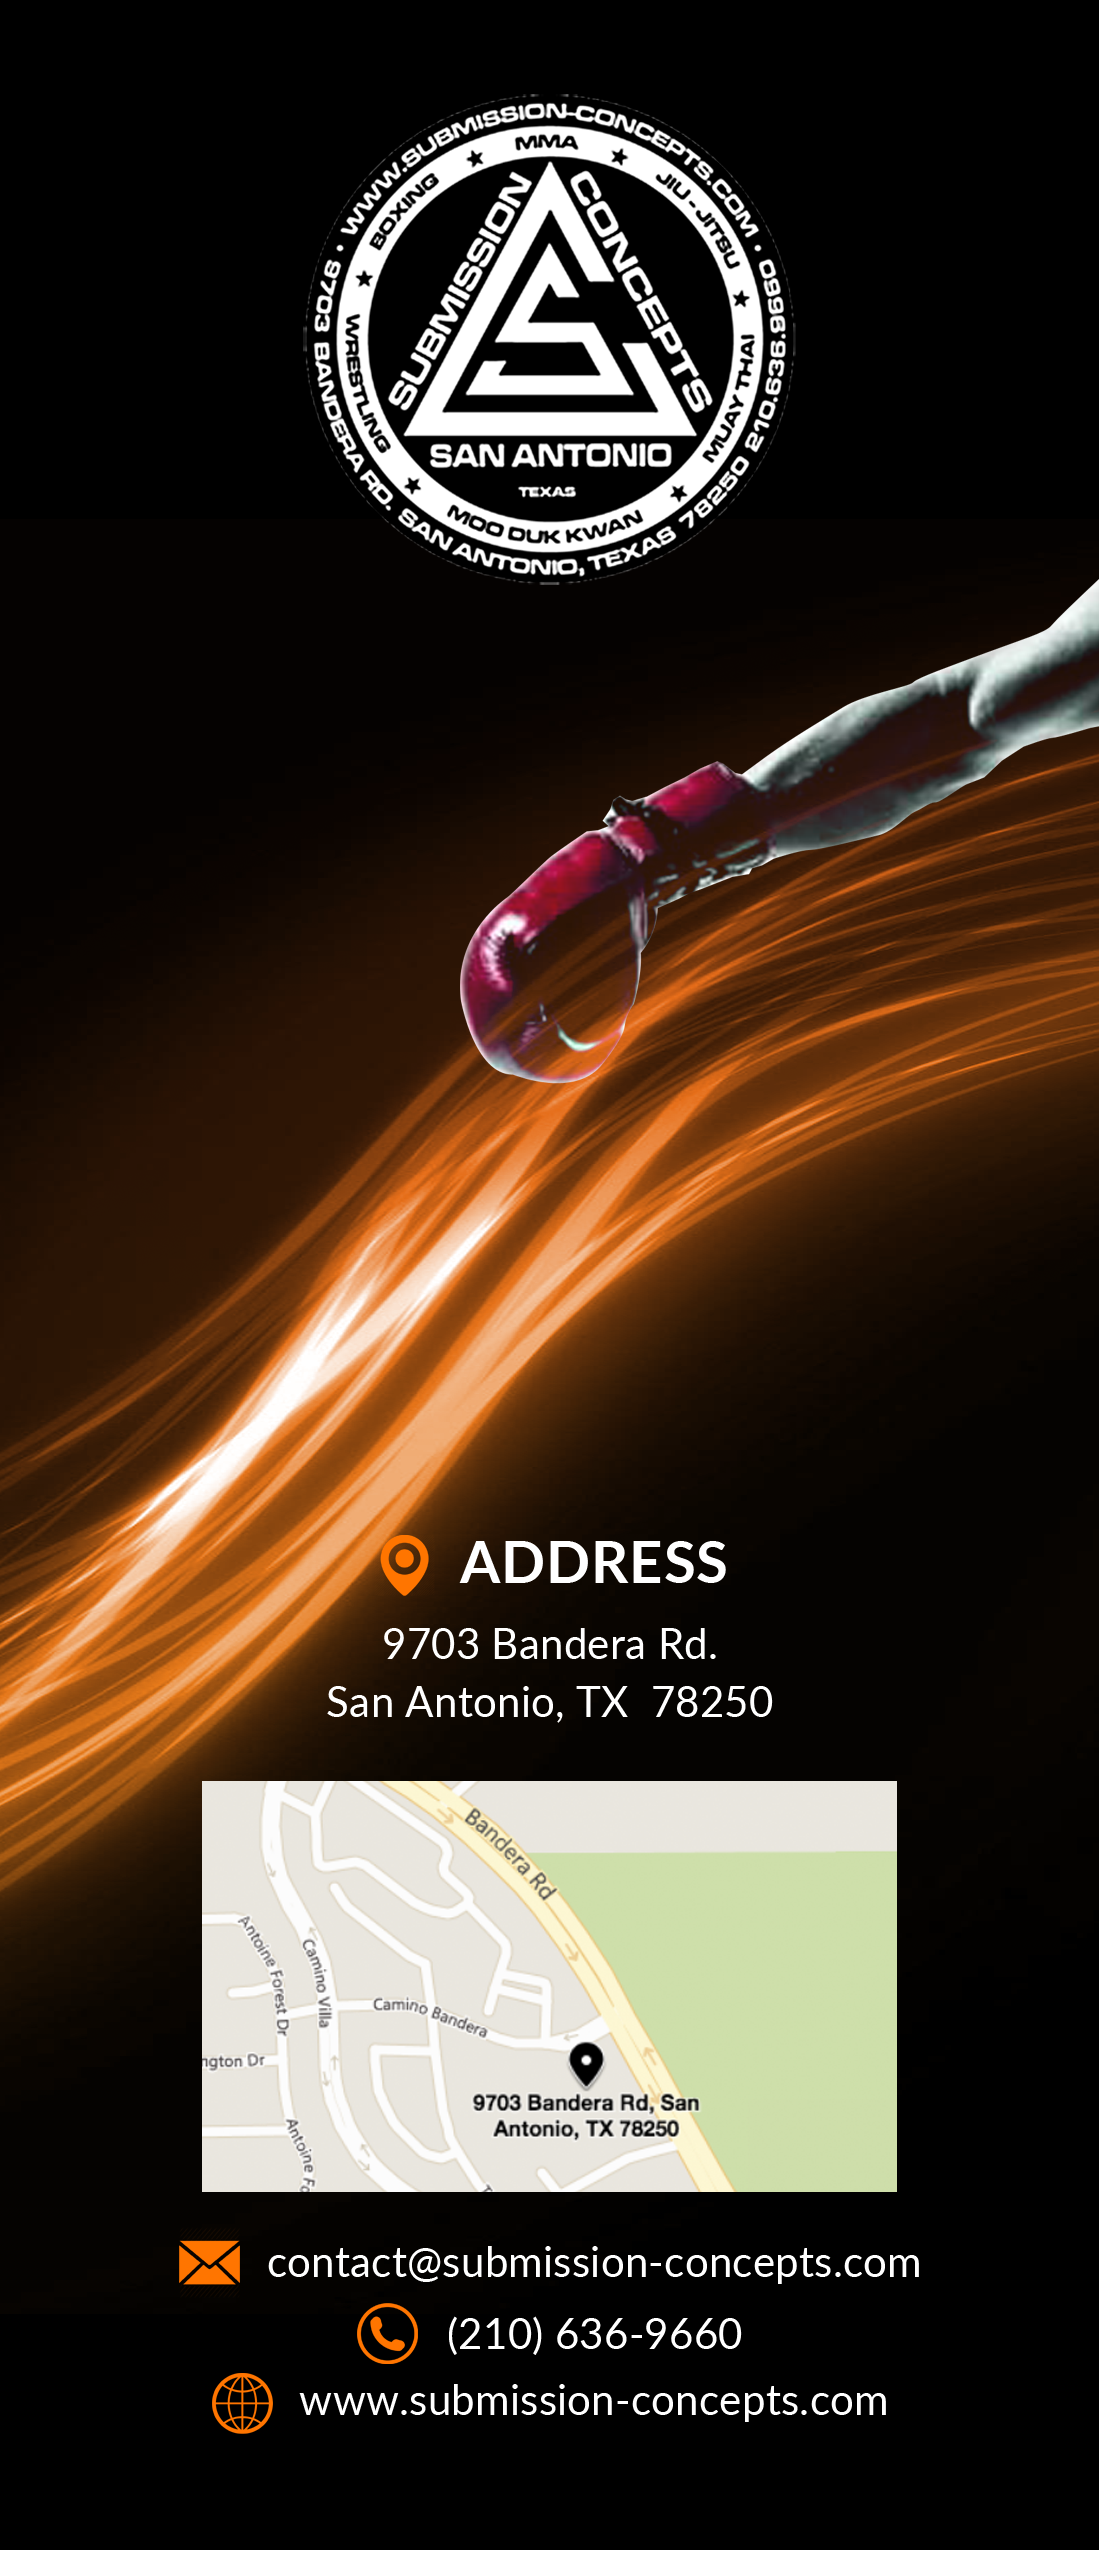 WWW.SUBMISSION-CONCEPTS.COM
9703 BANDERA RD. SAN ANTONIO, TEXAS 78250 210.636.9660
MMA
JIU-JITSU
MUAY THAI
MOO DUK KWAN
WRESTLING
BOXING
SUBMISSION
CONCEPTS
SAN ANTONIO
TEXAS
ADDRESS
9703 Bandera Rd.
San Antonio, TX  78250
Bandera Rd
Antoine Forest Dr
Camino Villa
Camino Bandera
ngton Dr
9703 Bandera Rd, San
Antonio, TX 78250
Antoine Fo
contact@submission-concepts.com
(210) 636-9660
www.submission-concepts.com